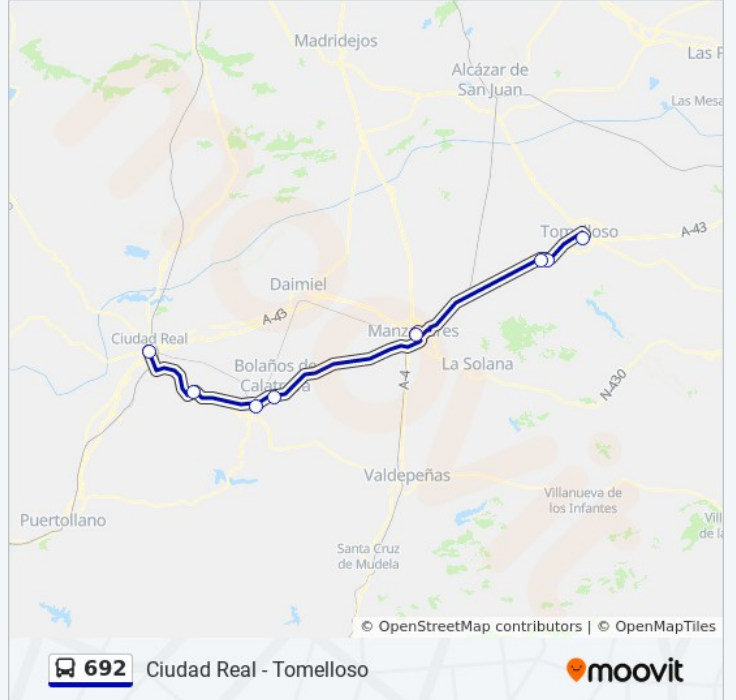 Madridejos
Las P
Alcázar de
San Juan
Las Mesa
Tomelloso
A-43
Daimiel
A-43
Manzanares
Ciudad Real
Bolaños de
Calatrava
La Solana
A-4
N-430
Valdepeñas
Villanueva de
los Infantes
Puertollano
Vill
de la
Santa Cruz
de Mudela
moovit
© OpenStreetMap contributors | © OpenMapTiles
692 Ciudad Real - Tomelloso
moovit